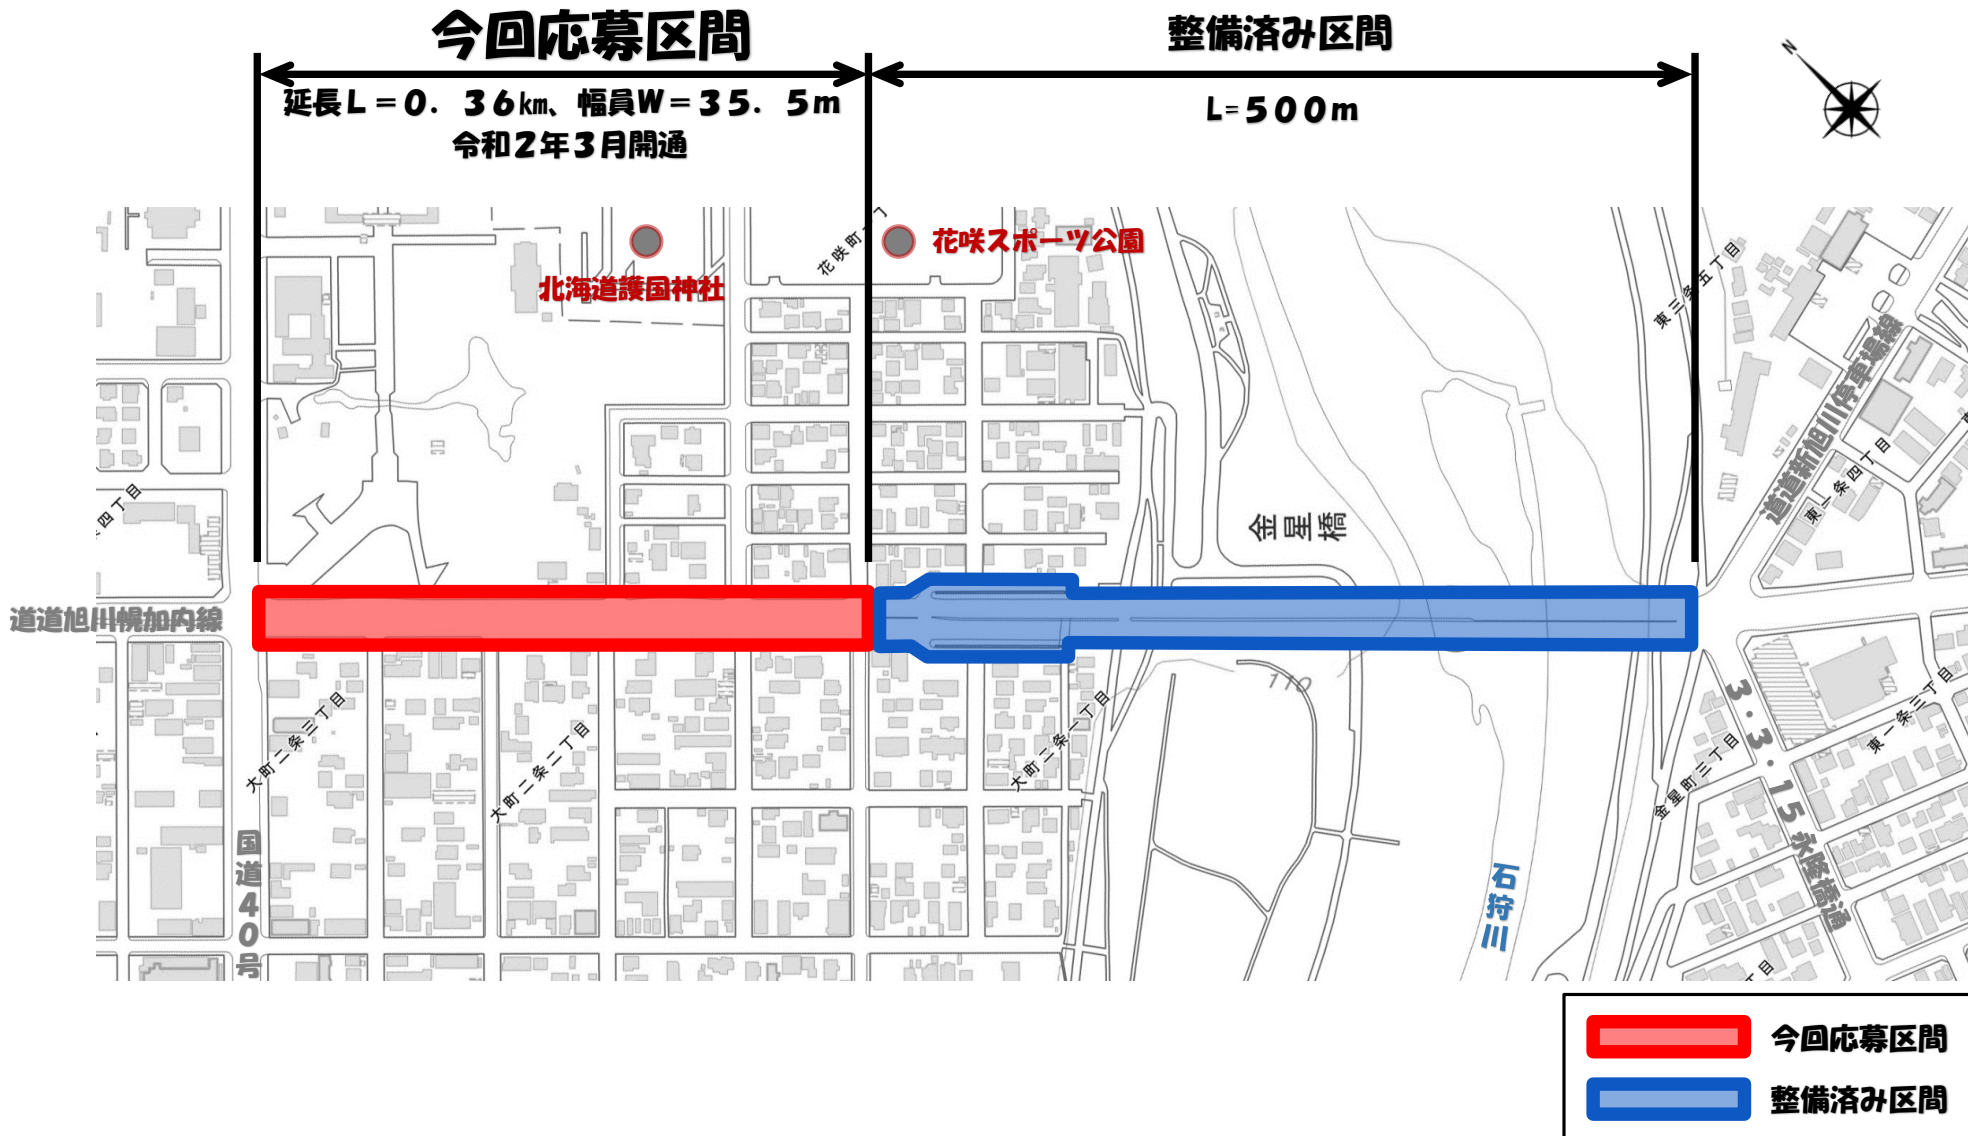 今回応募区間
整備済み区間
延長L=0.36㎞、幅員W=35.5m
令和2年3月開通
L=500m
N
花咲町
花咲スポーツ公園
北海道護国神社
東三条五丁目
道道新旭川停車場線
東一条四丁目
四丁目
金星橋
道道旭川幌加内線
110
大町二条三丁目
大町二条二丁目
大町二条一丁目
東一条三丁目
金星町三丁目
3・3・15永隆橋通
国道40号
石狩川
丁目
今回応募区間
整備済み区間